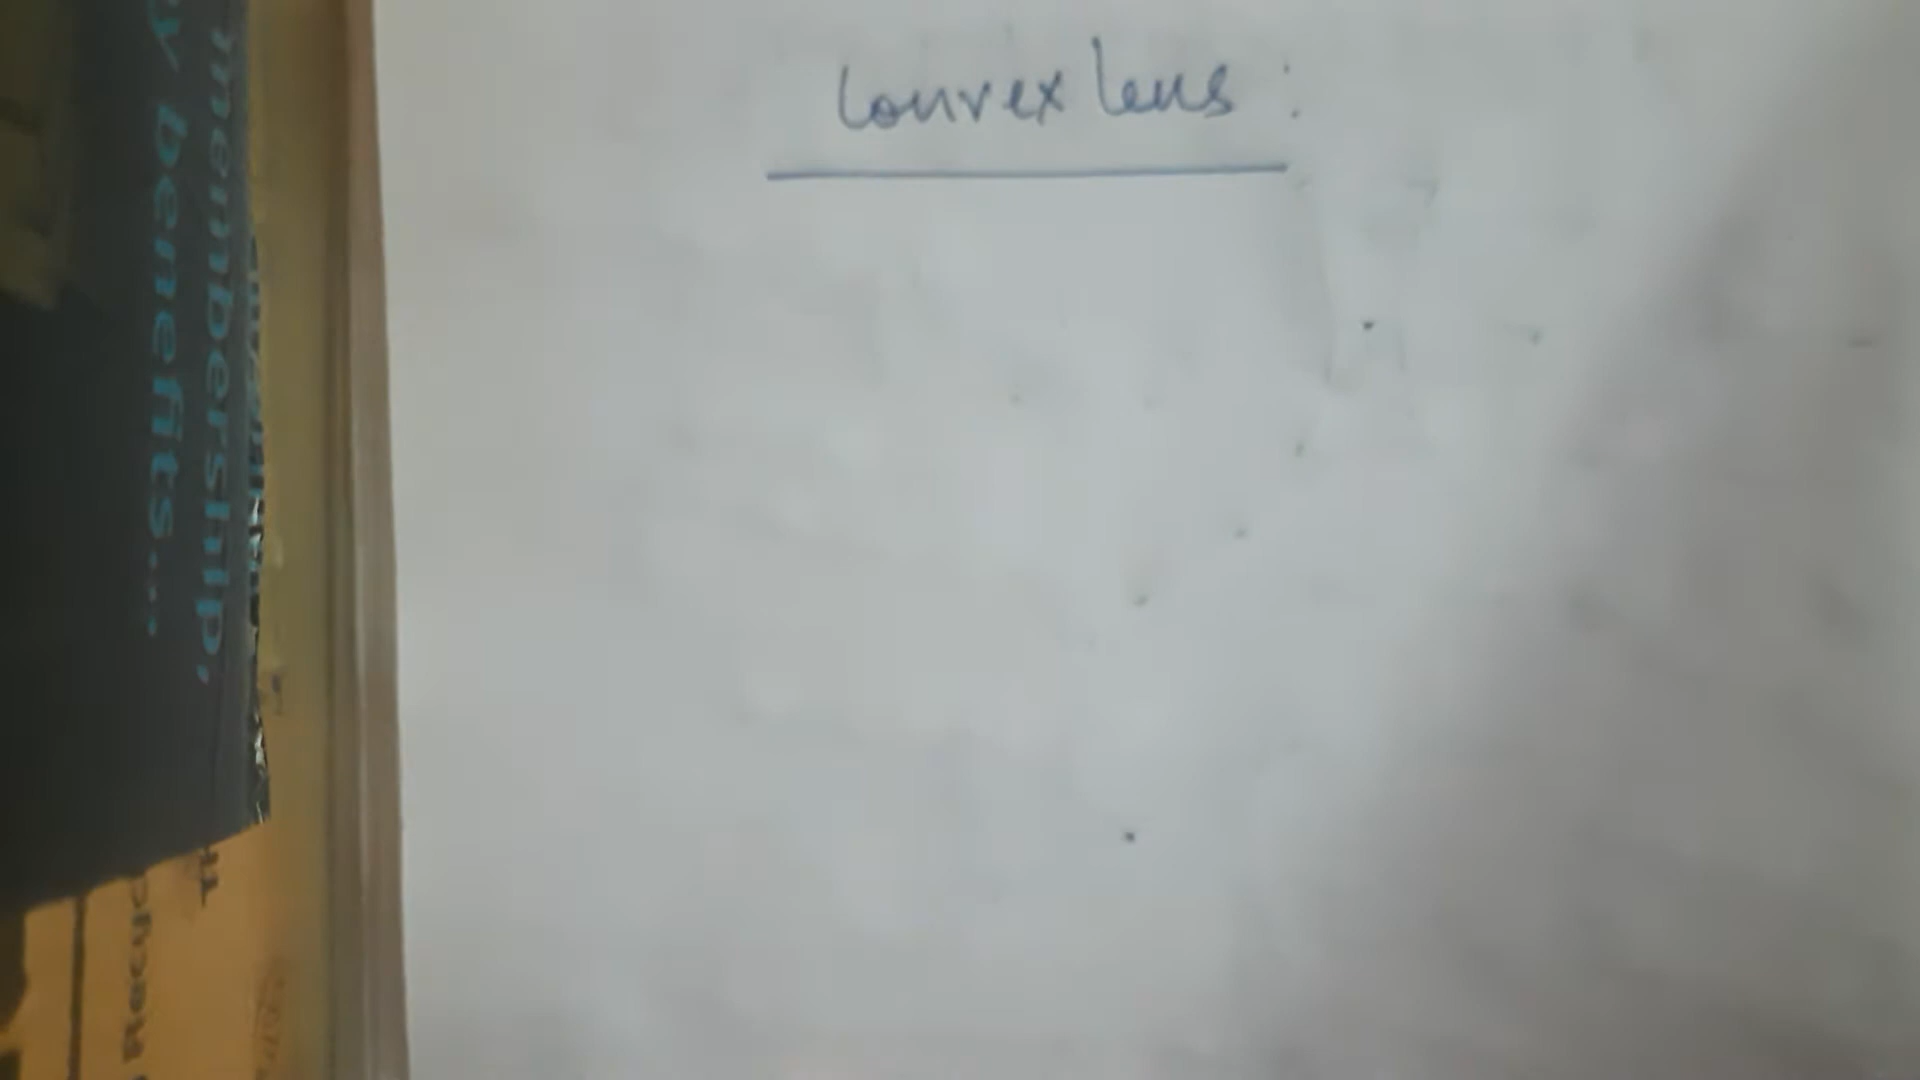 Convex lens :
membership,
y benefits...